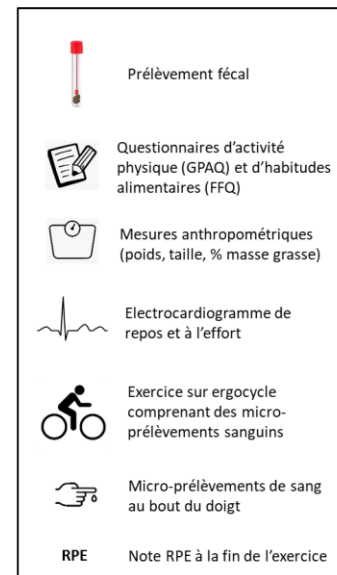 Prélèvement fécal
Questionnaires d'activité
physique (GPAQ) et d'habitudes
alimentaires (FFQ)
Mesures anthropométriques
(poids, taille, % masse grasse)
Electrocardiogramme de
repos et à l'effort
Exercice sur ergocycle
comprenant des micro-
prélèvements sanguins
Micro-prélèvements de sang
au bout du doigt
RPE Note RPE à la fin de l'exercice